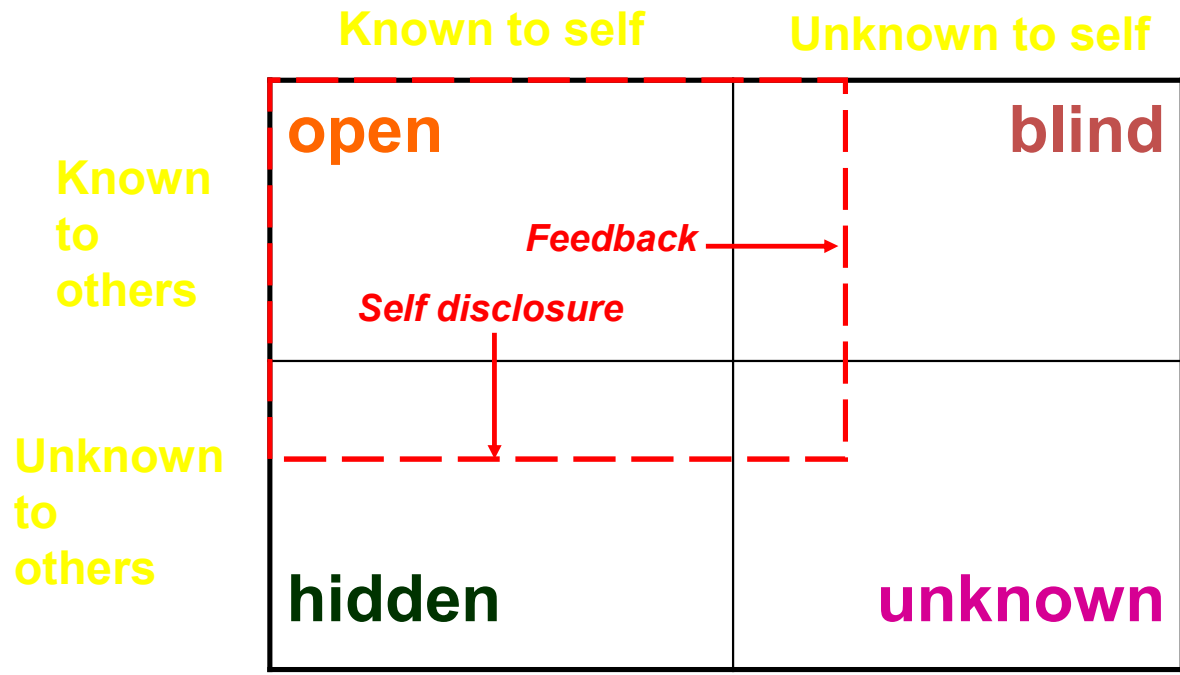 Known to self
Unknown to self
open
blind
Known
to
others
Feedback
Self disclosure
Unknown
to
others
hidden
unknown